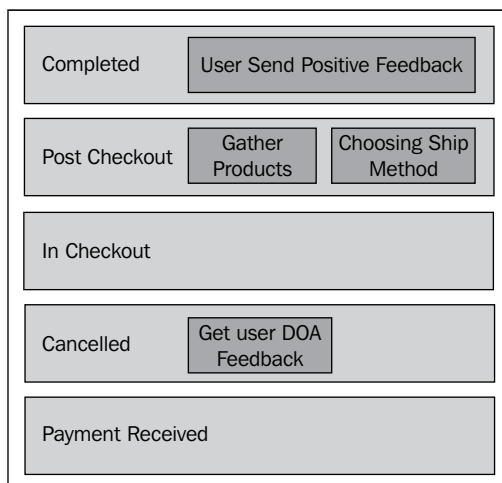 Completed
User Send Positive Feedback
Post Checkout
Gather
Products
Choosing Ship
Method
In Checkout
Cancelled
Get user DOA
Feedback
Payment Received